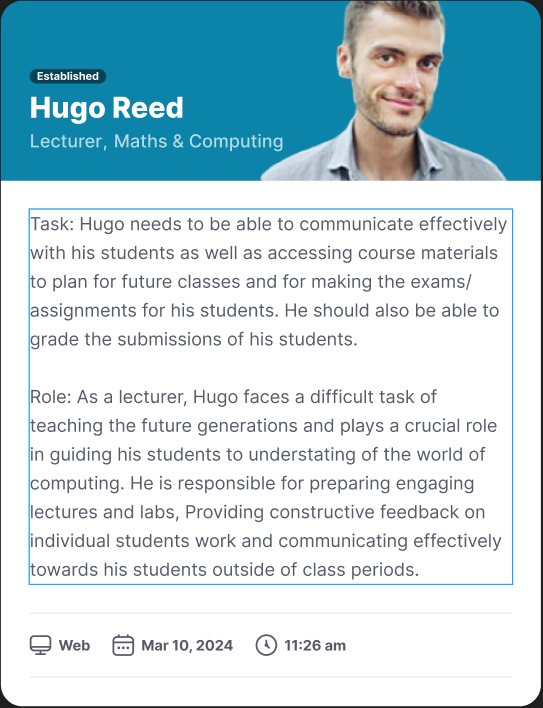 Established
Hugo Reed
Lecturer, Maths & Computing
Task: Hugo needs to be able to communicate effectively
with his students as well as accessing course materials
to plan for future classes and for making the exams/
assignments for his students. He should also be able to
grade the submissions of his students.
Role: As a lecturer, Hugo faces a difficult task of
teaching the future generations and plays a crucial role
in guiding his students to understating of the world of
computing. He is responsible for preparing engaging
lectures and labs, Providing constructive feedback on
individual students work and communicating effectively
towards his students outside of class periods.
Web Mar 10, 2024 11:26 am